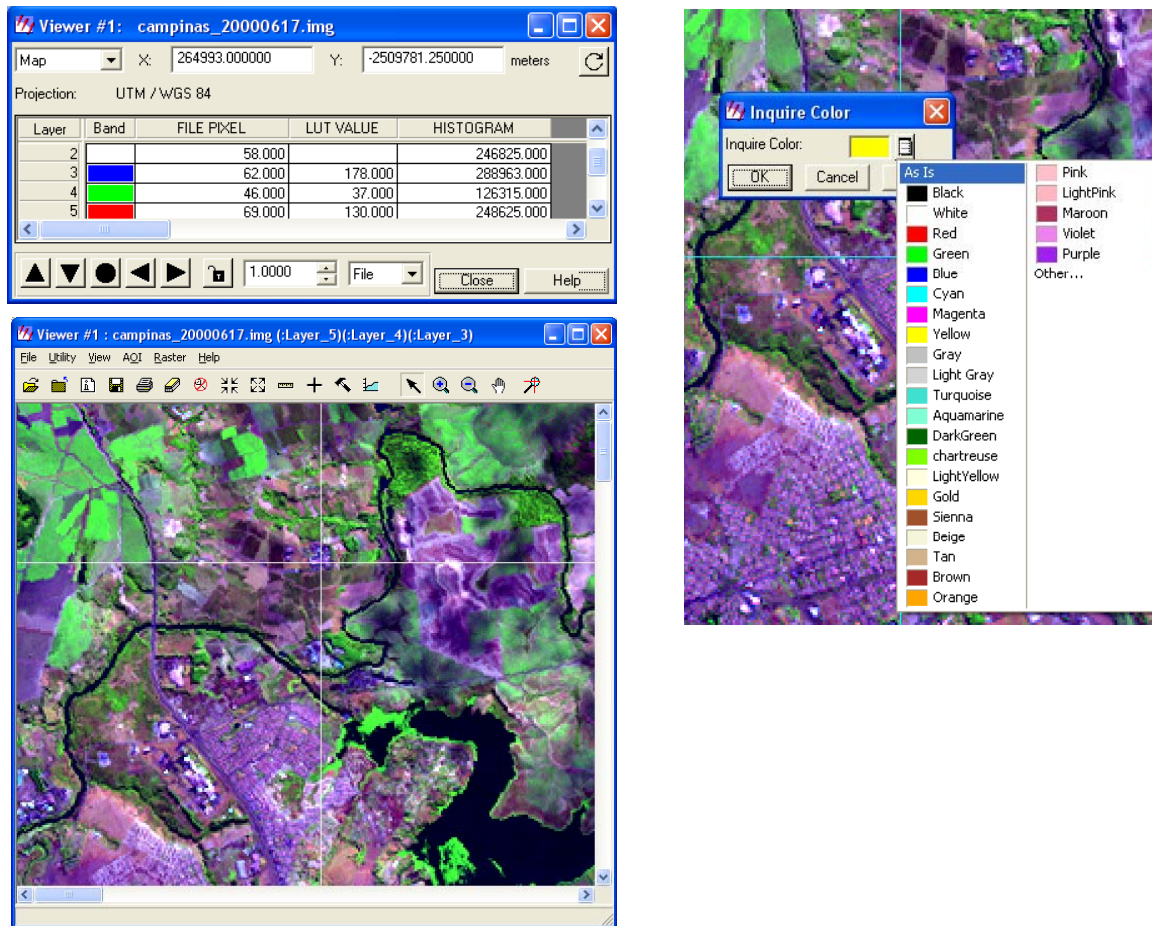 Viewer #1: campinas_20000617.img
Map X: 264993.000000 Y: -2509781.250000 meters
Projection: UTM / WGS 84
Layer Band FILE PIXEL LUT VALUE HISTOGRAM
2 58.000 246825.000
3 62.000 178.000 288963.000
4 46.000 37.000 126315.000
5 69.000 130.000 248625.000
1.0000 File Close Help
Viewer #1 : campinas_20000617.img (:Layer_5)(:Layer_4)(:Layer_3)
File Utility View AOI Raster Help
Inquire Color
Inquire Color:
OK Cancel
As Is
Black
White
Red
Green
Blue
Cyan
Magenta
Yellow
Gray
Light Gray
Turquoise
Aquamarine
DarkGreen
chartreuse
LightYellow
Gold
Sienna
Beige
Tan
Brown
Orange
Pink
LightPink
Maroon
Violet
Purple
Other...